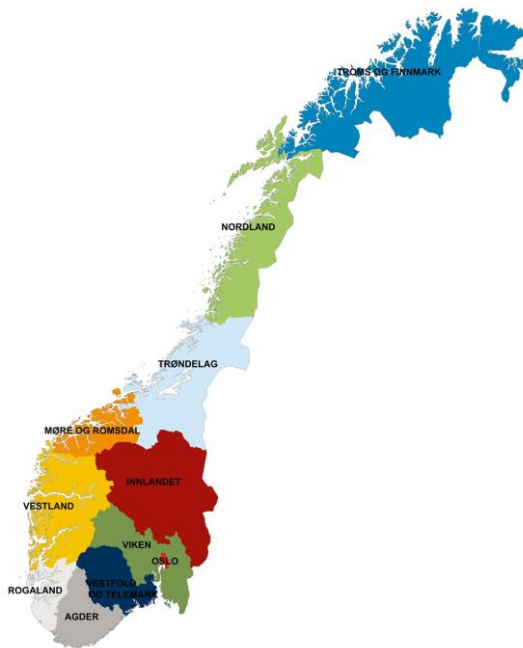 TROMS OG FINNMARK
NORDLAND
TRØNDELAG
MØRE OG ROMSDAL
INNLANDET
VESTLAND
VIKEN
OSLO
VESTFOLD
OG TELEMARK
ROGALAND
AGDER